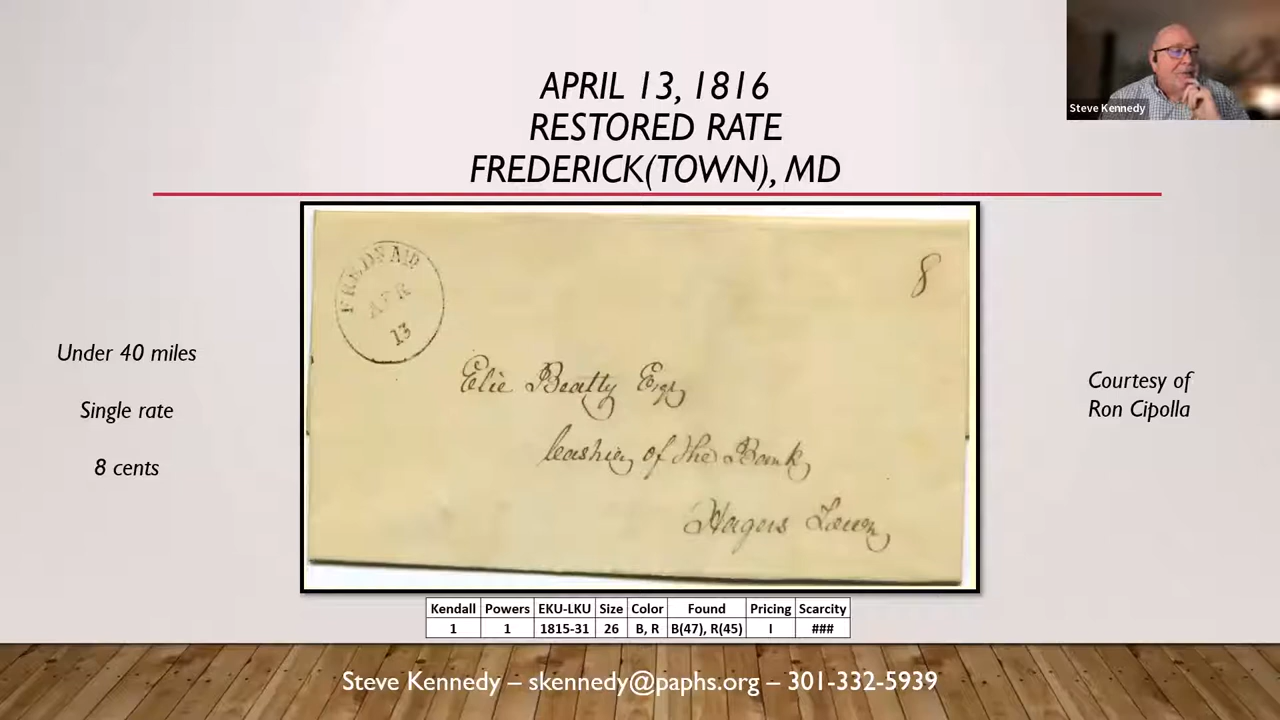 Steve Kennedy
APRIL 13, 1816
RESTORED RATE
FREDERICK(TOWN), MD
APR
13
8
Elie Beatty Esqr
Cashier of the Bank
Hagers Town
Under 40 miles
Single rate
8 cents
Courtesy of
Ron Cipolla
Kendall Powers EKU-LKU Size Color Found Pricing Scarcity
1 1 1815-31 26 B, R B(47), R(45) I ###
Steve Kennedy – skennedy@paphs.org – 301-332-5939